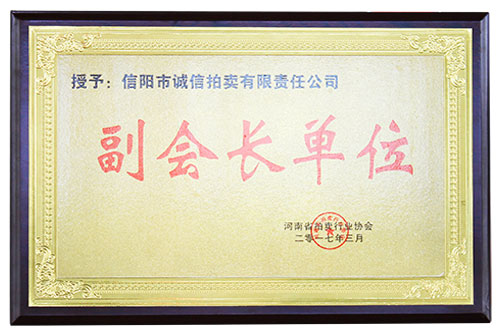 授予：信阳市诚信拍卖有限责任公司
副会长单位
河南省拍卖行业协会
二零一七年三月